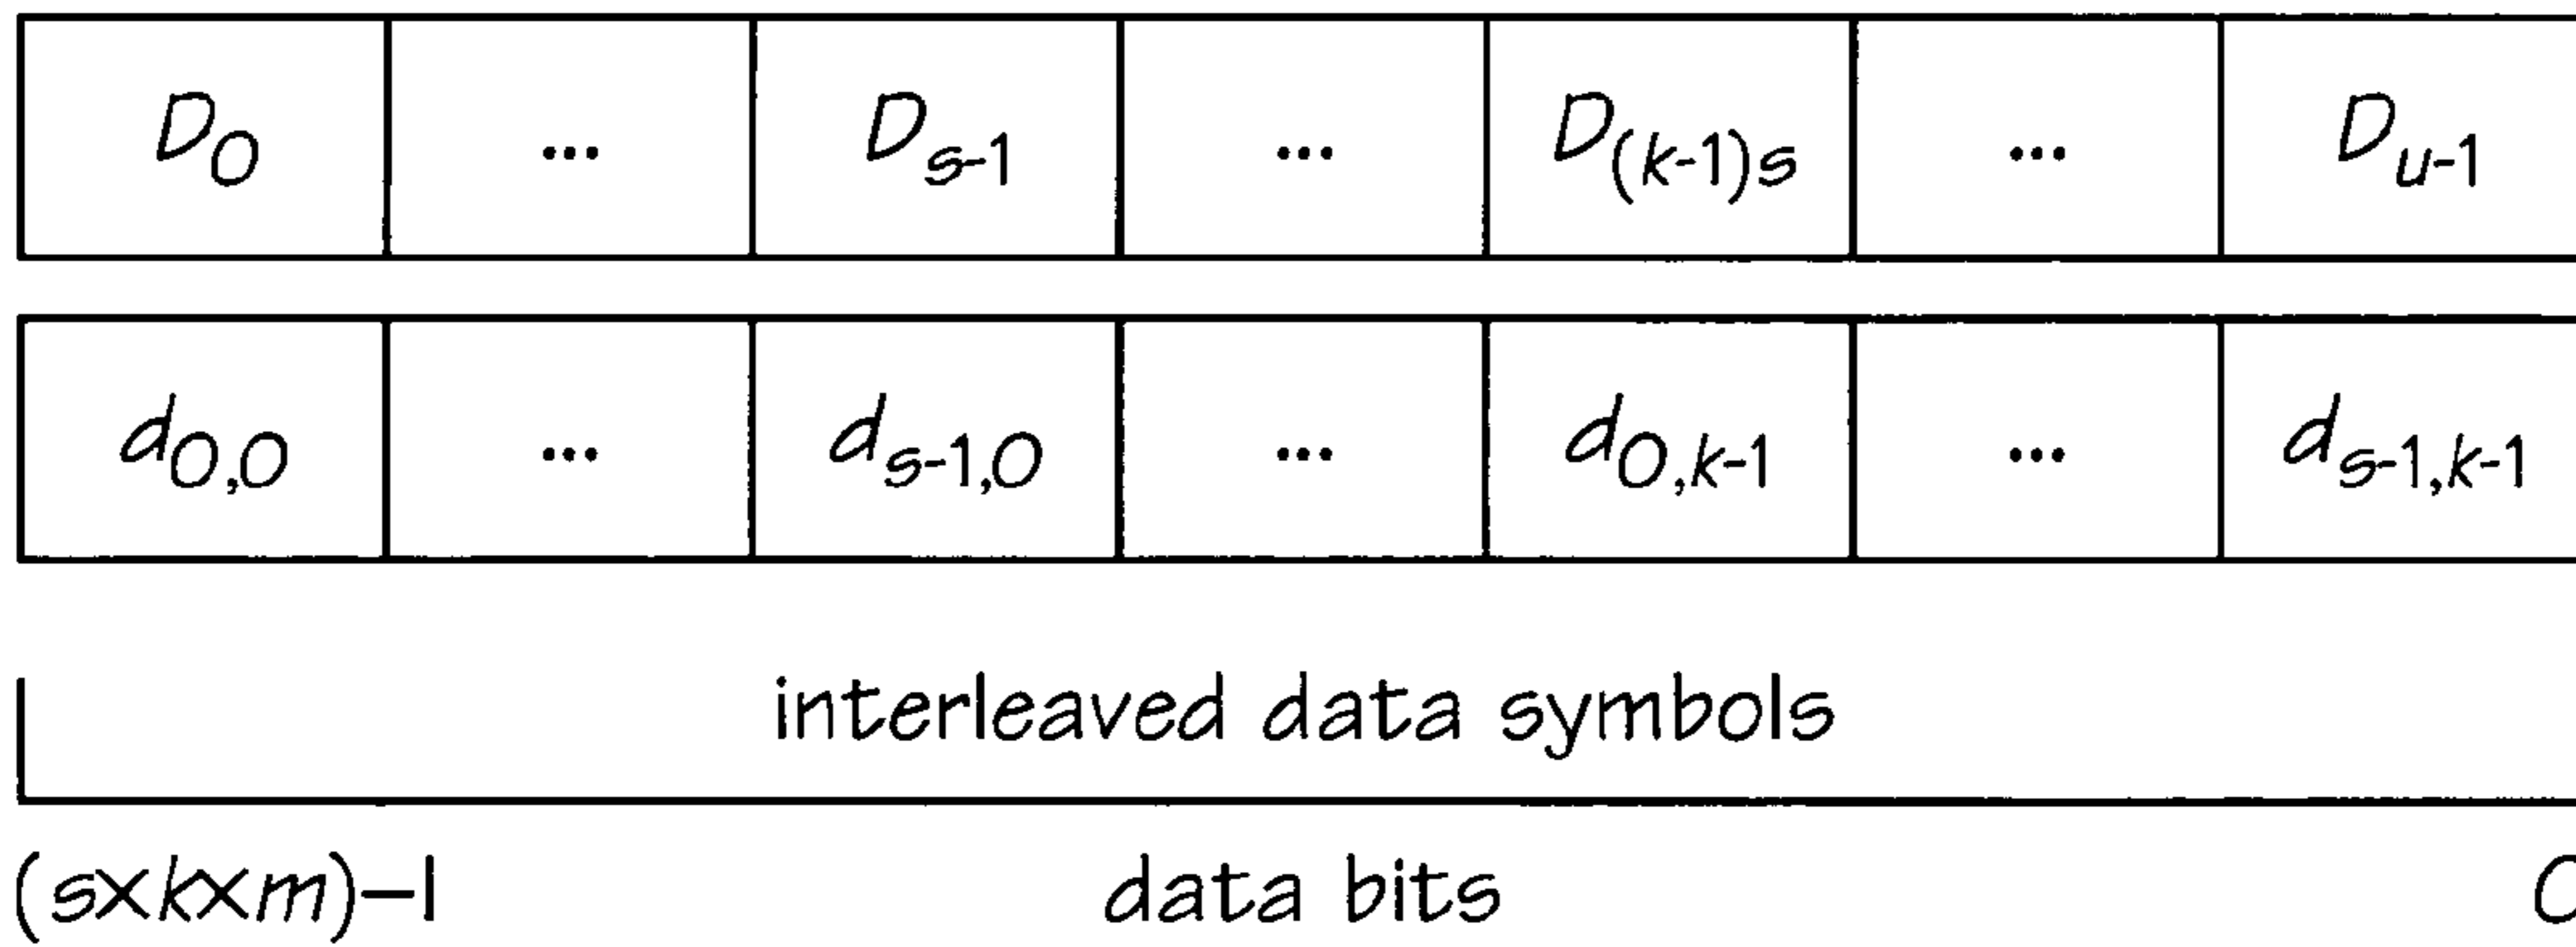 D0 ... Ds-1 ... D(k-1)s ... Du-1
d0,0 ... ds-1,0 ... d0,k-1 ... ds-1,k-1
interleaved data symbols
(s×k×m)–1 data bits 0